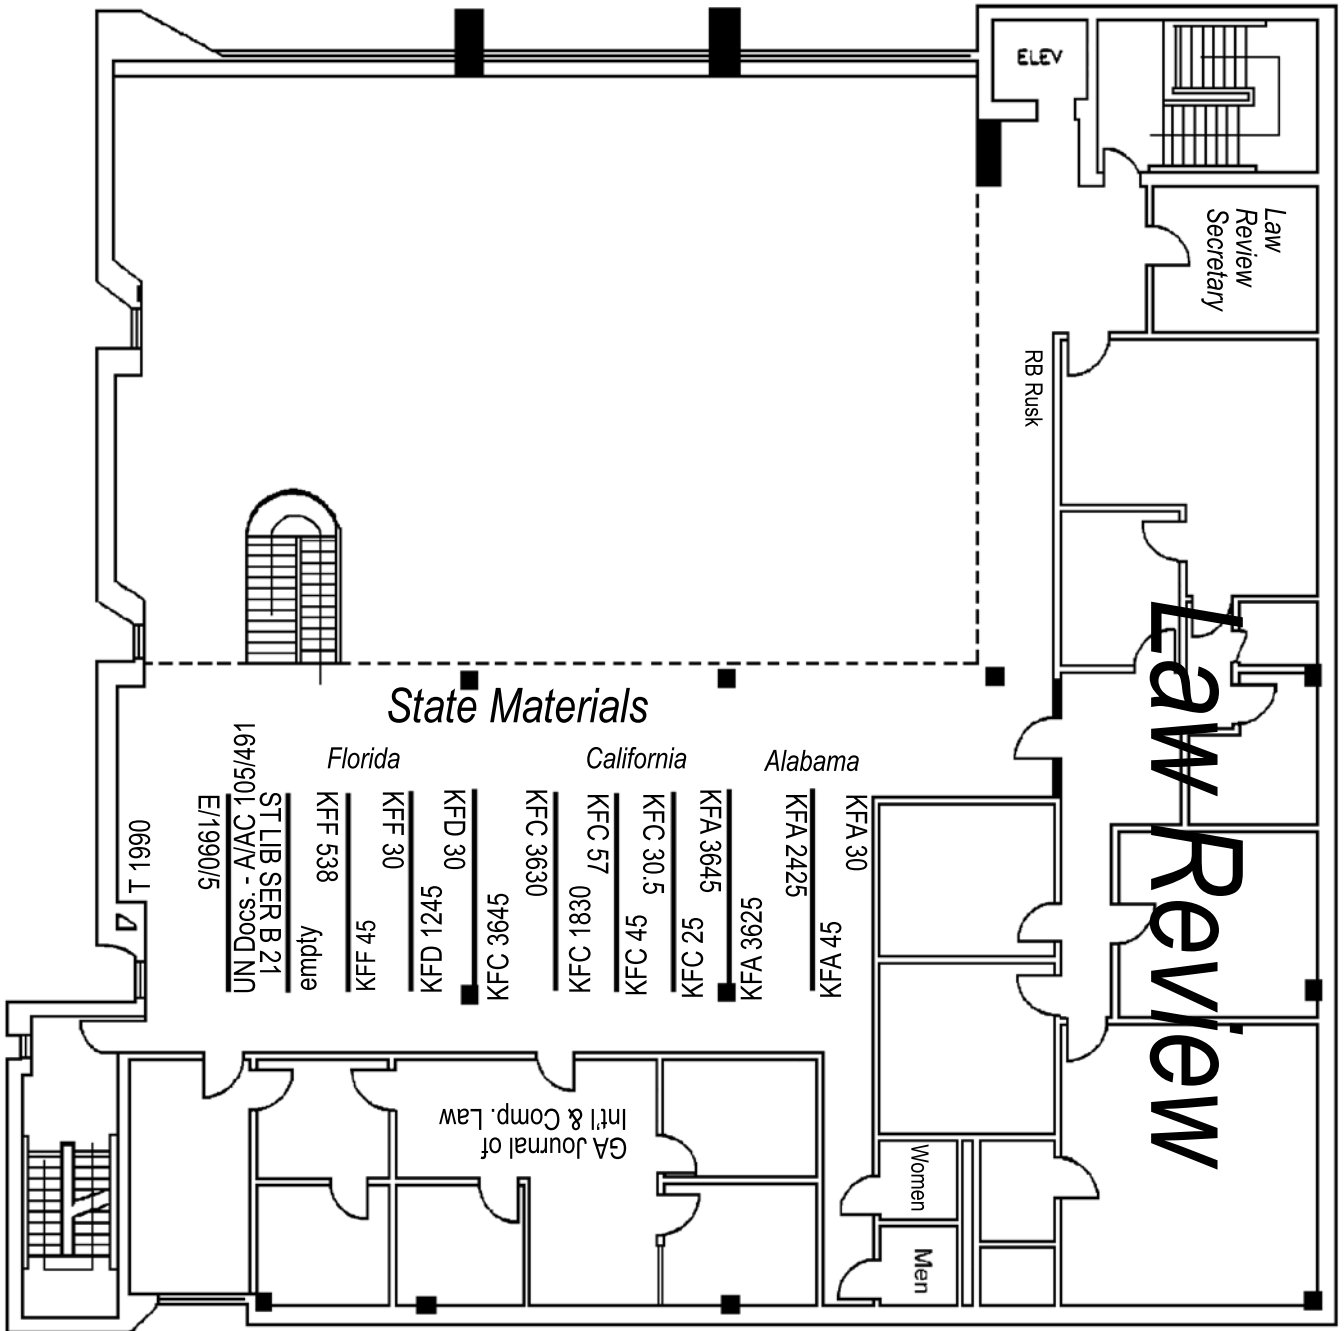 ELEV
Law
Review
Secretary
RB Rusk
Law Review
State Materials
Florida
California
Alabama
T 1990
E/1990/5
UN Docs. - A/AC 105/491
ST LIB SER B 21
empty
KFF 538
KFF 45
KFF 30
KFD 1245
KFD 30
KFC 3645
KFC 3630
KFC 1830
KFC 57
KFC 45
KFC 30.5
KFC 25
KFA 3645
KFA 3625
KFA 2425
KFA 45
KFA 30
GA Journal of
Int'l & Comp. Law
Women
Men